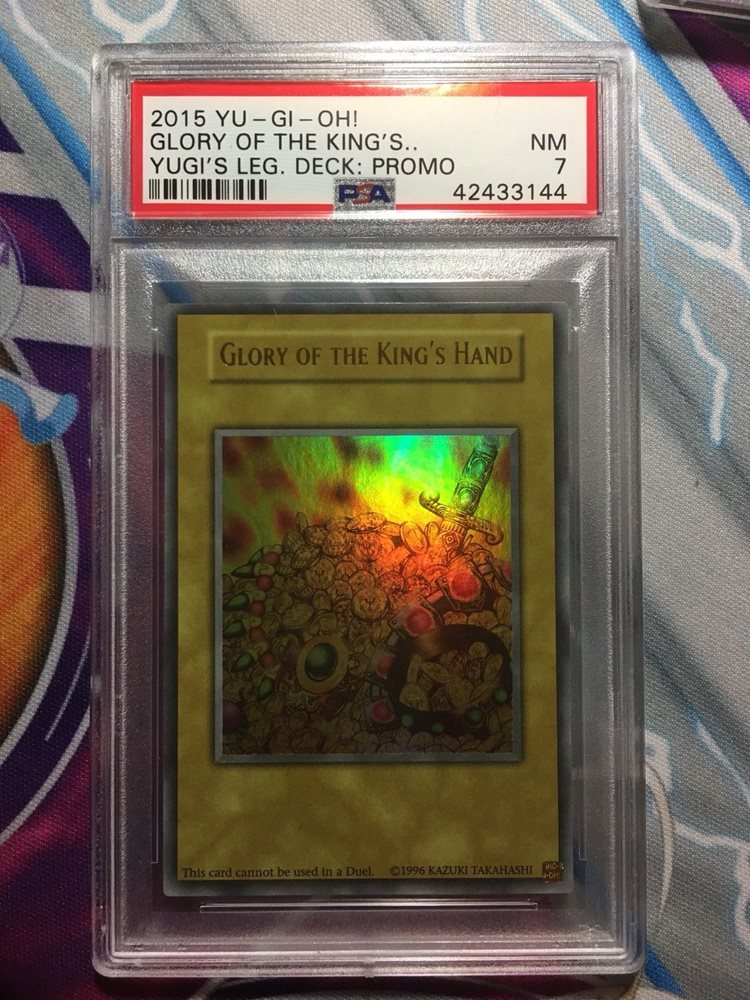 2015 YU-GI-OH!
GLORY OF THE KING'S.. NM
YUGI'S LEG. DECK: PROMO 7
PSA 42433144
GLORY OF THE KING'S HAND
This card cannot be used in a Duel. ©1996 KAZUKI TAKAHASHI